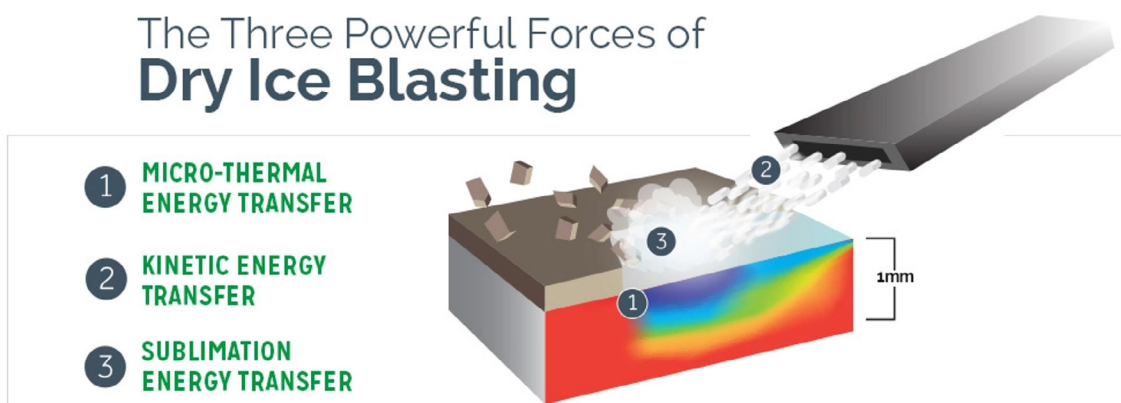 The Three Powerful Forces of
Dry Ice Blasting
1 MICRO-THERMAL
ENERGY TRANSFER
2 KINETIC ENERGY
TRANSFER
3 SUBLIMATION
ENERGY TRANSFER
2
3
1
1mm